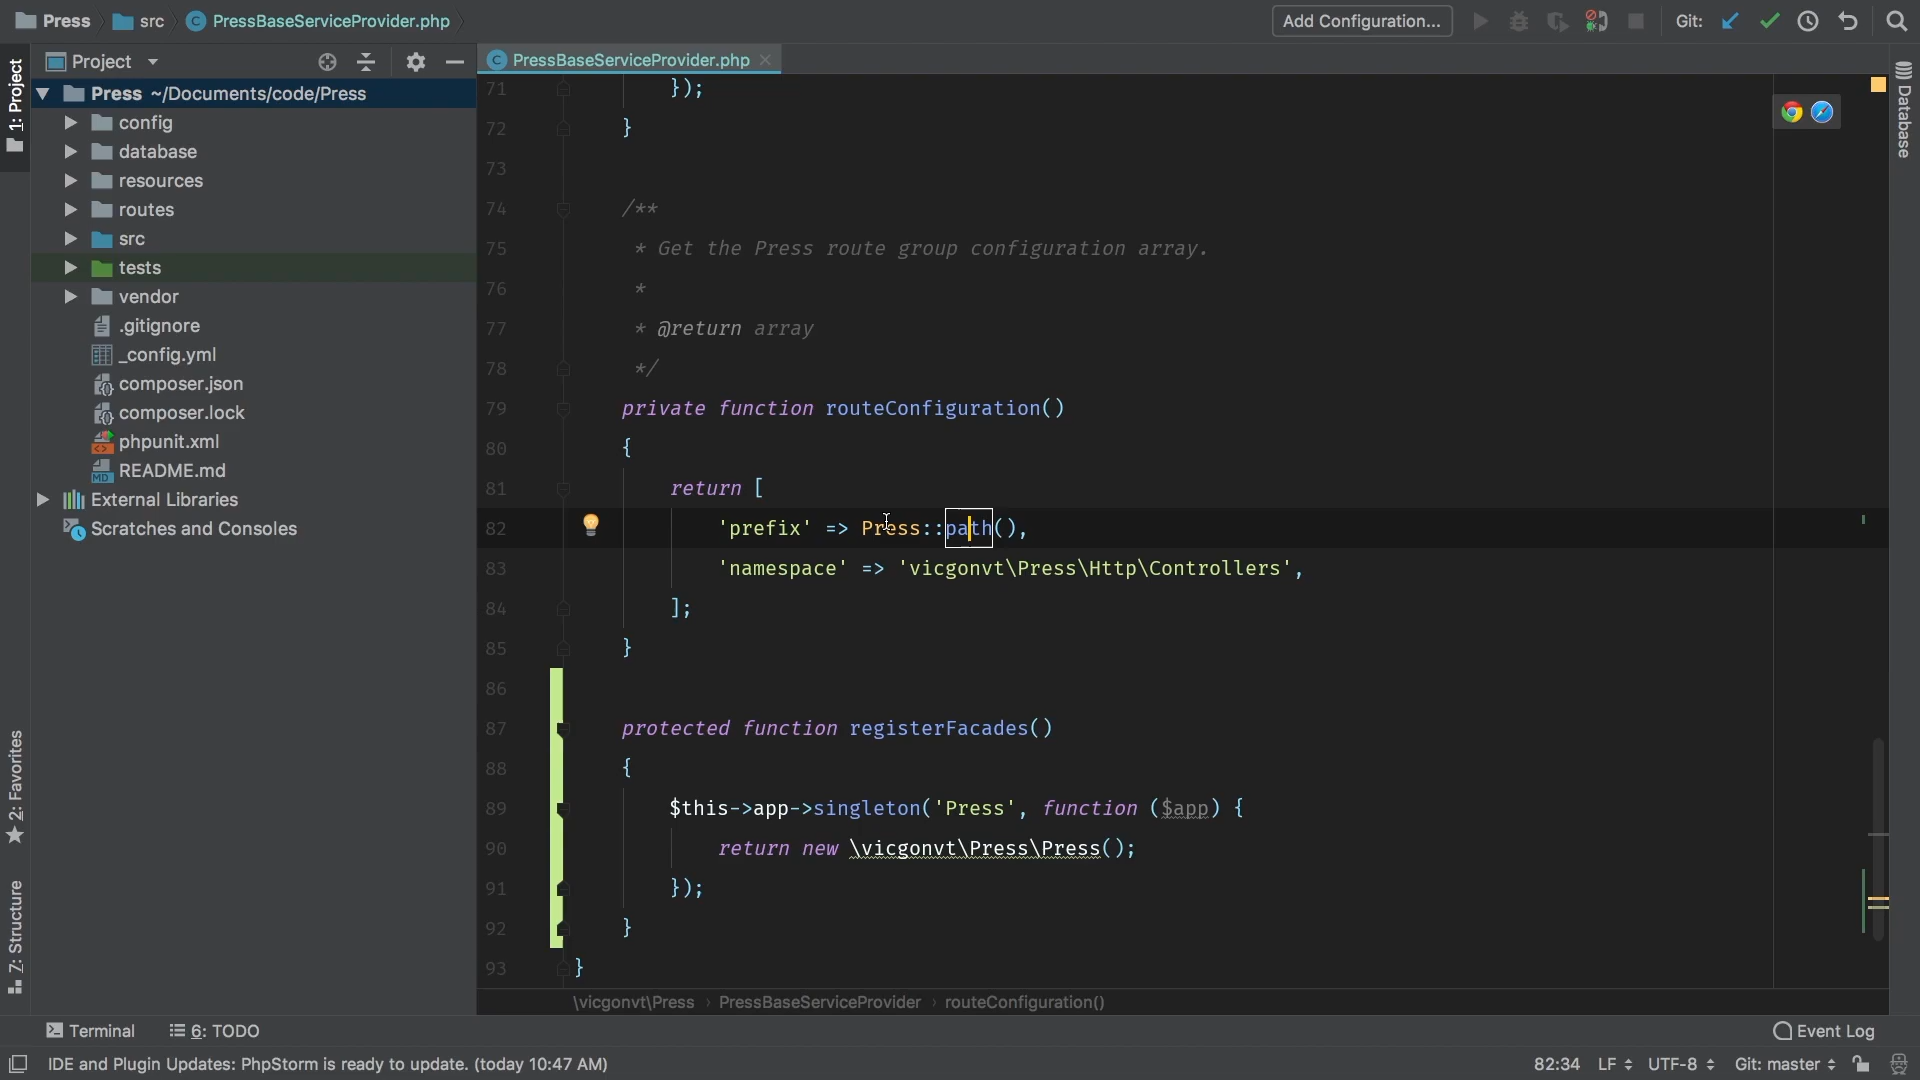 Press src PressBaseServiceProvider.php Add Configuration... Git:
1: Project
Project
PressBaseServiceProvider.php
Press ~/Documents/code/Press
config
database
resources
routes
src
tests
vendor
.gitignore
_config.yml
composer.json
composer.lock
phpunit.xml
README.md
External Libraries
Scratches and Consoles
2: Favorites
7: Structure
71 });
72 }
73
74 /**
75 * Get the Press route group configuration array.
76 *
77 * @return array
78 */
79 private function routeConfiguration()
80 {
81 return [
82 'prefix' => Press::path(),
83 'namespace' => 'vicgonvt\Press\Http\Controllers',
84 ];
85 }
86
87 protected function registerFacades()
88 {
89 $this->app->singleton('Press', function ($app) {
90 return new \vicgonvt\Press\Press();
91 });
92 }
93 }
\vicgonvt\Press › PressBaseServiceProvider › routeConfiguration()
Database
Terminal 6: TODO Event Log
IDE and Plugin Updates: PhpStorm is ready to update. (today 10:47 AM) 82:34 LF UTF-8 Git: master